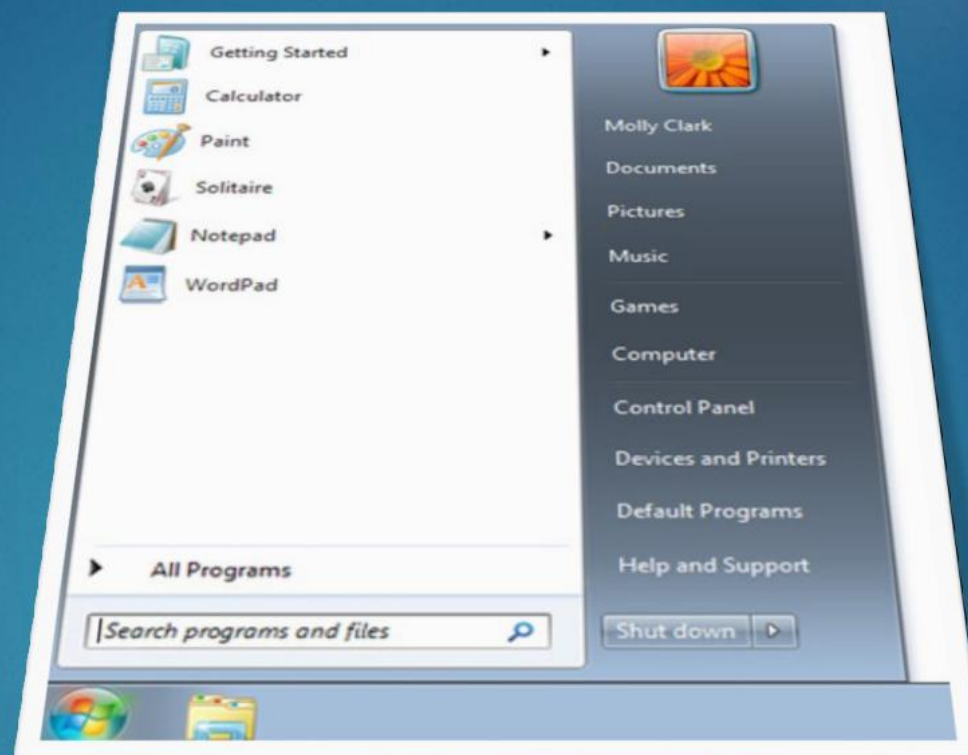 Getting Started
Calculator
Paint
Solitaire
Notepad
WordPad
All Programs
Search programs and files
Molly Clark
Documents
Pictures
Music
Games
Computer
Control Panel
Devices and Printers
Default Programs
Help and Support
Shut down